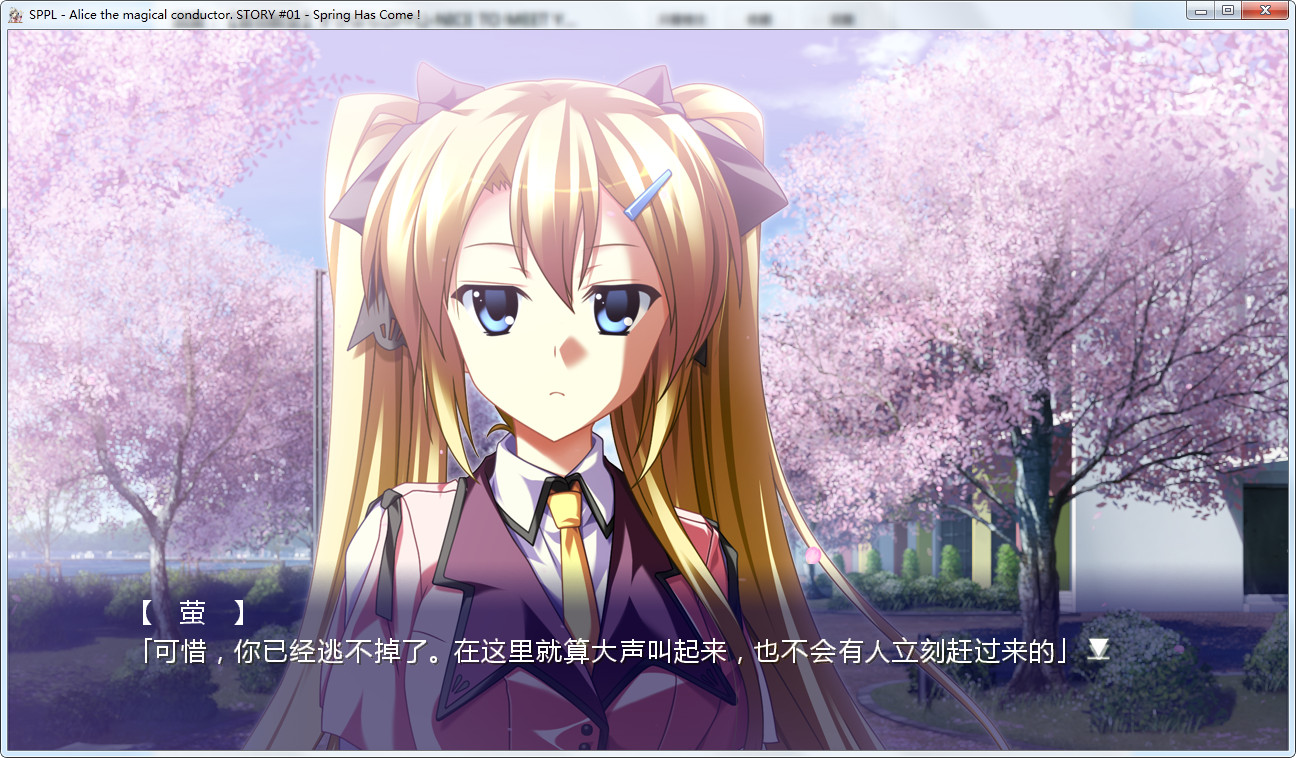 SPPL - Alice the magical conductor. STORY #01 - Spring Has Come !
【　萤　】
「可惜，你已经逃不掉了。在这里就算大声叫起来，也不会有人立刻赶过来的」